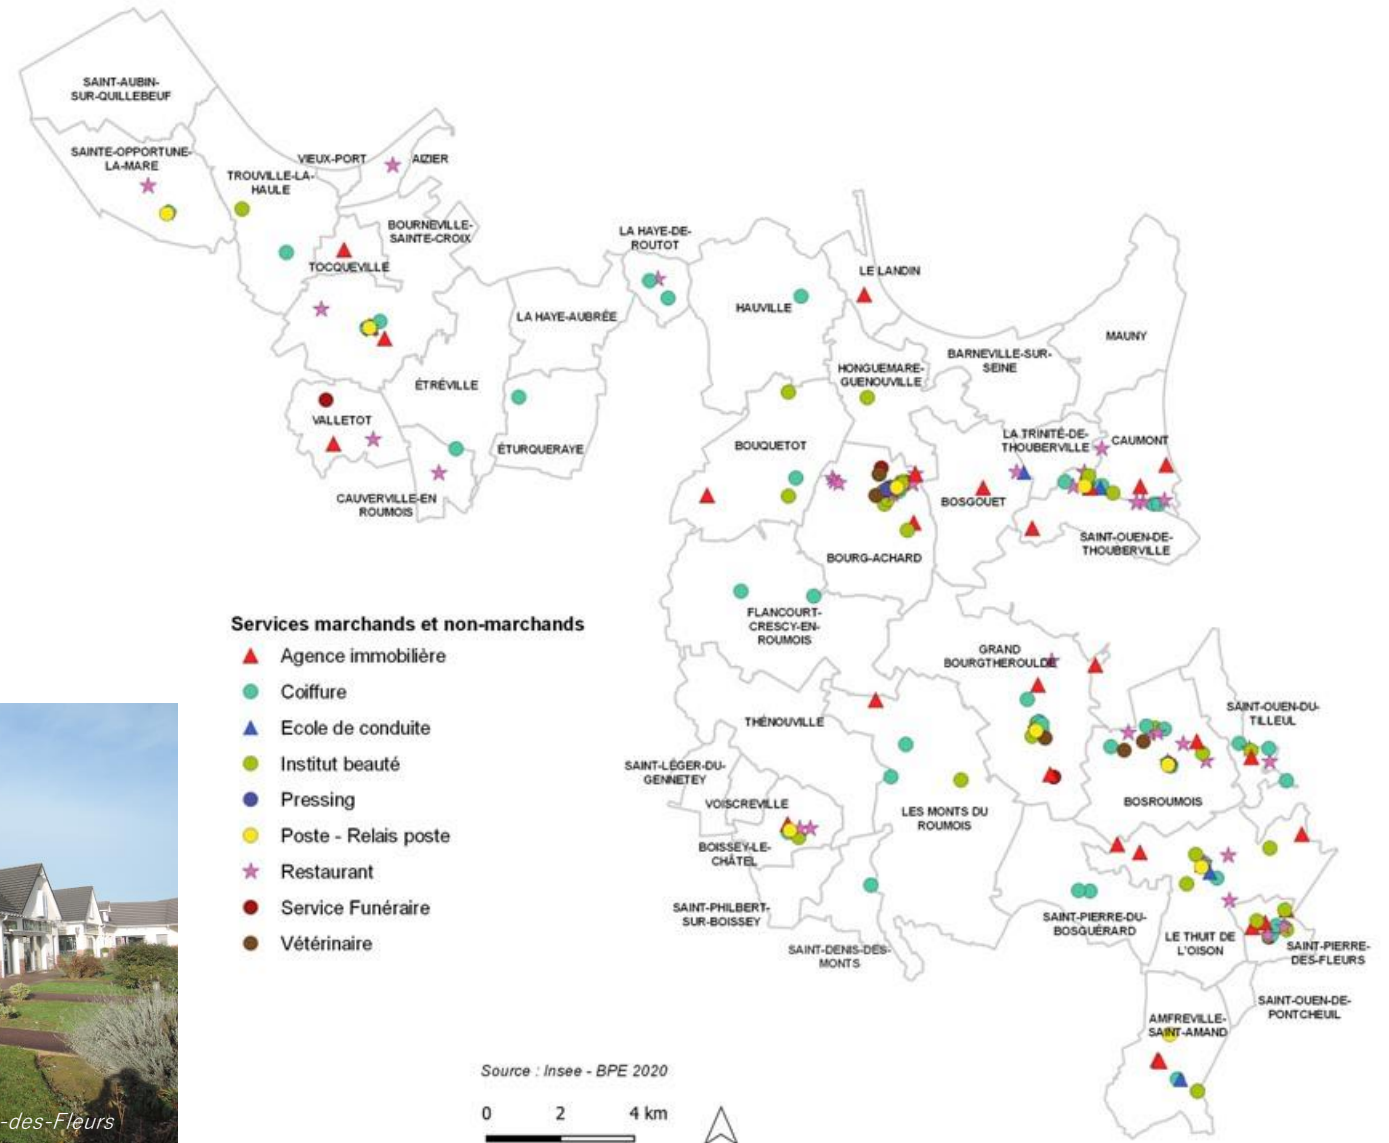 SAINT-AUBIN-
SUR-QUILLEBEUF
SAINTE-OPPORTUNE-
LA-MARE
VIEUX-PORT
AIZIER
TROUVILLE-LA-
HAULE
BOURNEVILLE-
SAINTE-CROIX
TOCQUEVILLE
LA HAYE-DE-
ROUTOT
LE LANDIN
HAUVILLE
LA HAYE-AUBRÉE
MAUNY
BARNEVILLE-SUR-
SEINE
HONGUEMARE-
GUENOUVILLE
ÉTRÉVILLE
VALLETOT
ÉTURQUERAYE
BOUQUETOT
LA TRINITÉ-DE-
THOUBERVILLE
CAUMONT
CAUVERVILLE-EN
ROUMOIS
BOSGOUET
SAINT-OUEN-DE-
THOUBERVILLE
BOURG-ACHARD
FLANCOURT-
CRESCY-EN-
ROUMOIS
Services marchands et non-marchands
Agence immobilière
Coiffure
Ecole de conduite
Institut beauté
Pressing
Poste - Relais poste
Restaurant
Service Funéraire
Vétérinaire
GRAND
BOURGTHEROULDE
THÉNOUVILLE
SAINT-OUEN-DU-
TILLEUL
SAINT-LÉGER-DU-
GENNETEY
VOISCREVILLE
BOSROUMOIS
LES MONTS DU
ROUMOIS
BOISSEY-LE-
CHÂTEL
SAINT-PHILBERT-
SUR-BOISSEY
SAINT-DENIS-DES-
MONTS
SAINT-PIERRE-DU-
BOSGUÉRARD
LE THUIT DE
L'OISON
SAINT-PIERRE-
DES-FLEURS
SAINT-OUEN-DE-
PONTCHEUIL
AMFREVILLE-
SAINT-AMAND
Source : Insee - BPE 2020
0 2 4 km
-des-Fleurs